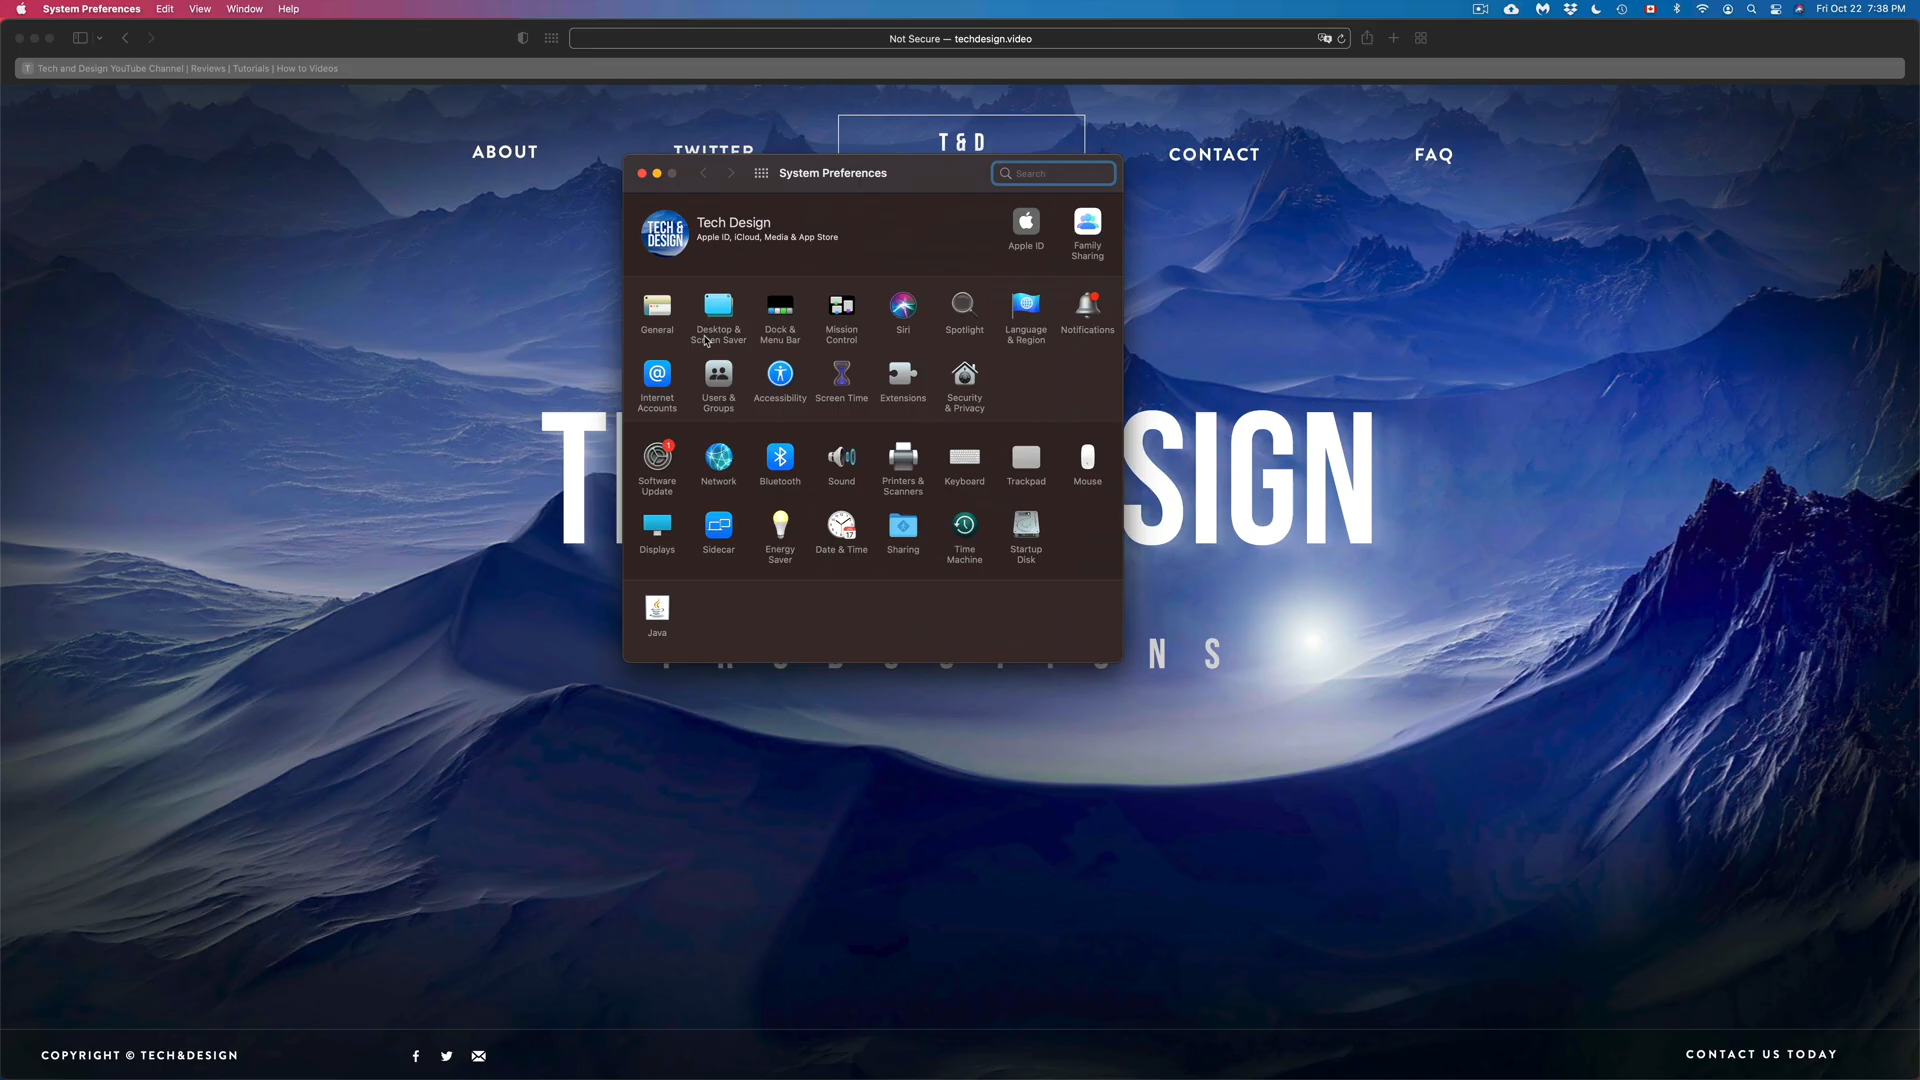 System Preferences Edit View Window Help Fri Oct 22 7:38 PM
Not Secure — techdesign.video
T Tech and Design YouTube Channel | Reviews | Tutorials | How to Videos
ABOUT TWITTER T&D CONTACT FAQ
System Preferences Search
TECH & DESIGN
Tech Design
Apple ID, iCloud, Media & App Store
Apple ID Family Sharing
General Desktop & Screen Saver Dock & Menu Bar Mission Control Siri Spotlight Language & Region Notifications
Internet Accounts Users & Groups Accessibility Screen Time Extensions Security & Privacy
1
Software Update Network Bluetooth Sound Printers & Scanners Keyboard Trackpad Mouse
17
Displays Sidecar Energy Saver Date & Time Sharing Time Machine Startup Disk
Java
T SIGN
N S
COPYRIGHT © TECH&DESIGN CONTACT US TODAY